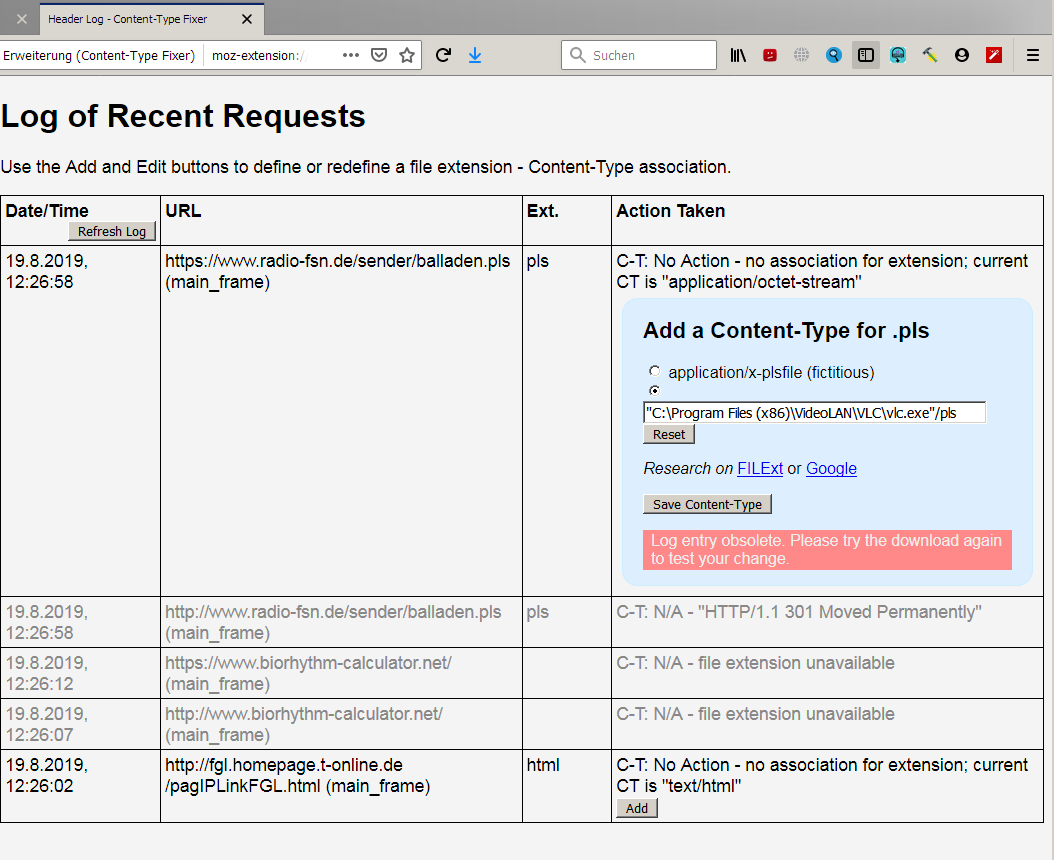 Header Log - Content-Type Fixer
Erweiterung (Content-Type Fixer) moz-extension:/
Suchen
Log of Recent Requests
Use the Add and Edit buttons to define or redefine a file extension - Content-Type association.
Date/Time URL Ext. Action Taken
Refresh Log
19.8.2019, https://www.radio-fsn.de/sender/balladen.pls pls C-T: No Action - no association for extension; current
12:26:58 (main_frame) CT is "application/octet-stream"
Add a Content-Type for .pls
application/x-plsfile (fictitious)
"C:\Program Files (x86)\VideoLAN\VLC\vlc.exe"/pls
Reset
Research on FILExt or Google
Save Content-Type
Log entry obsolete. Please try the download again
to test your change.
19.8.2019, http://www.radio-fsn.de/sender/balladen.pls pls C-T: N/A - "HTTP/1.1 301 Moved Permanently"
12:26:58 (main_frame)
19.8.2019, https://www.biorhythm-calculator.net/ C-T: N/A - file extension unavailable
12:26:12 (main_frame)
19.8.2019, http://www.biorhythm-calculator.net/ C-T: N/A - file extension unavailable
12:26:07 (main_frame)
19.8.2019, http://fgl.homepage.t-online.de html C-T: No Action - no association for extension; current
12:26:02 /pagIPLinkFGL.html (main_frame) CT is "text/html"
Add